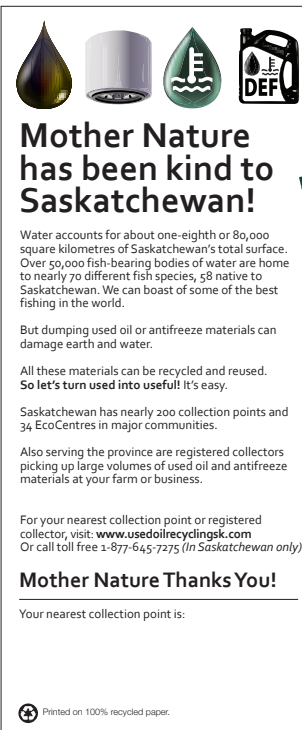 DEF
Mother Nature
has been kind to
Saskatchewan!
Water accounts for about one-eighth or 80,000
square kilometres of Saskatchewan's total surface.
Over 50,000 fish-bearing bodies of water are home
to nearly 70 different fish species, 58 native to
Saskatchewan. We can boast of some of the best
fishing in the world.
But dumping used oil or antifreeze materials can
damage earth and water.
All these materials can be recycled and reused.
So let's turn used into useful! It's easy.
Saskatchewan has nearly 200 collection points and
34 EcoCentres in major communities.
Also serving the province are registered collectors
picking up large volumes of used oil and antifreeze
materials at your farm or business.
For your nearest collection point or registered
collector, visit: www.usedoilrecyclingsk.com
Or call toll free 1-877-645-7275 (In Saskatchewan only)
Mother Nature Thanks You!
Your nearest collection point is:
Printed on 100% recycled paper.